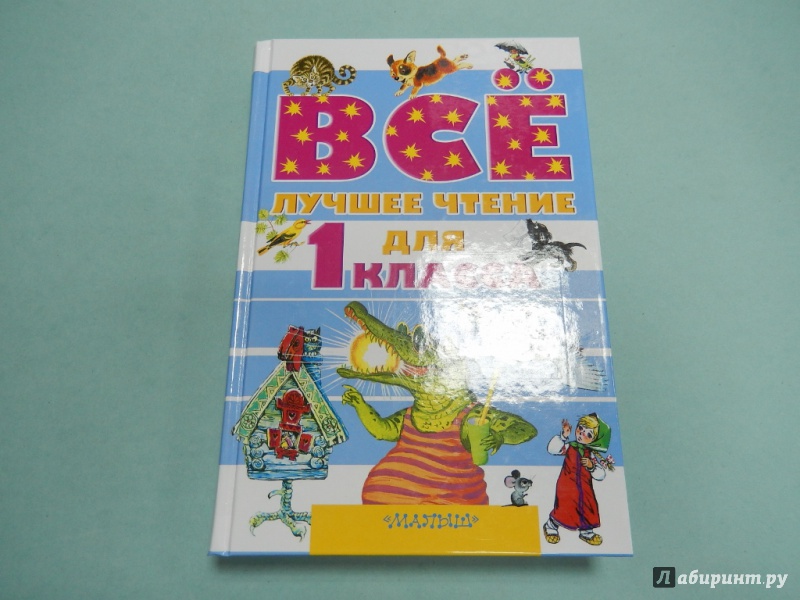 ВСЁ
ЛУЧШЕЕ ЧТЕНИЕ
ДЛЯ
1 КЛАССА
«МАЛЫШ»
Лабиринт.ру